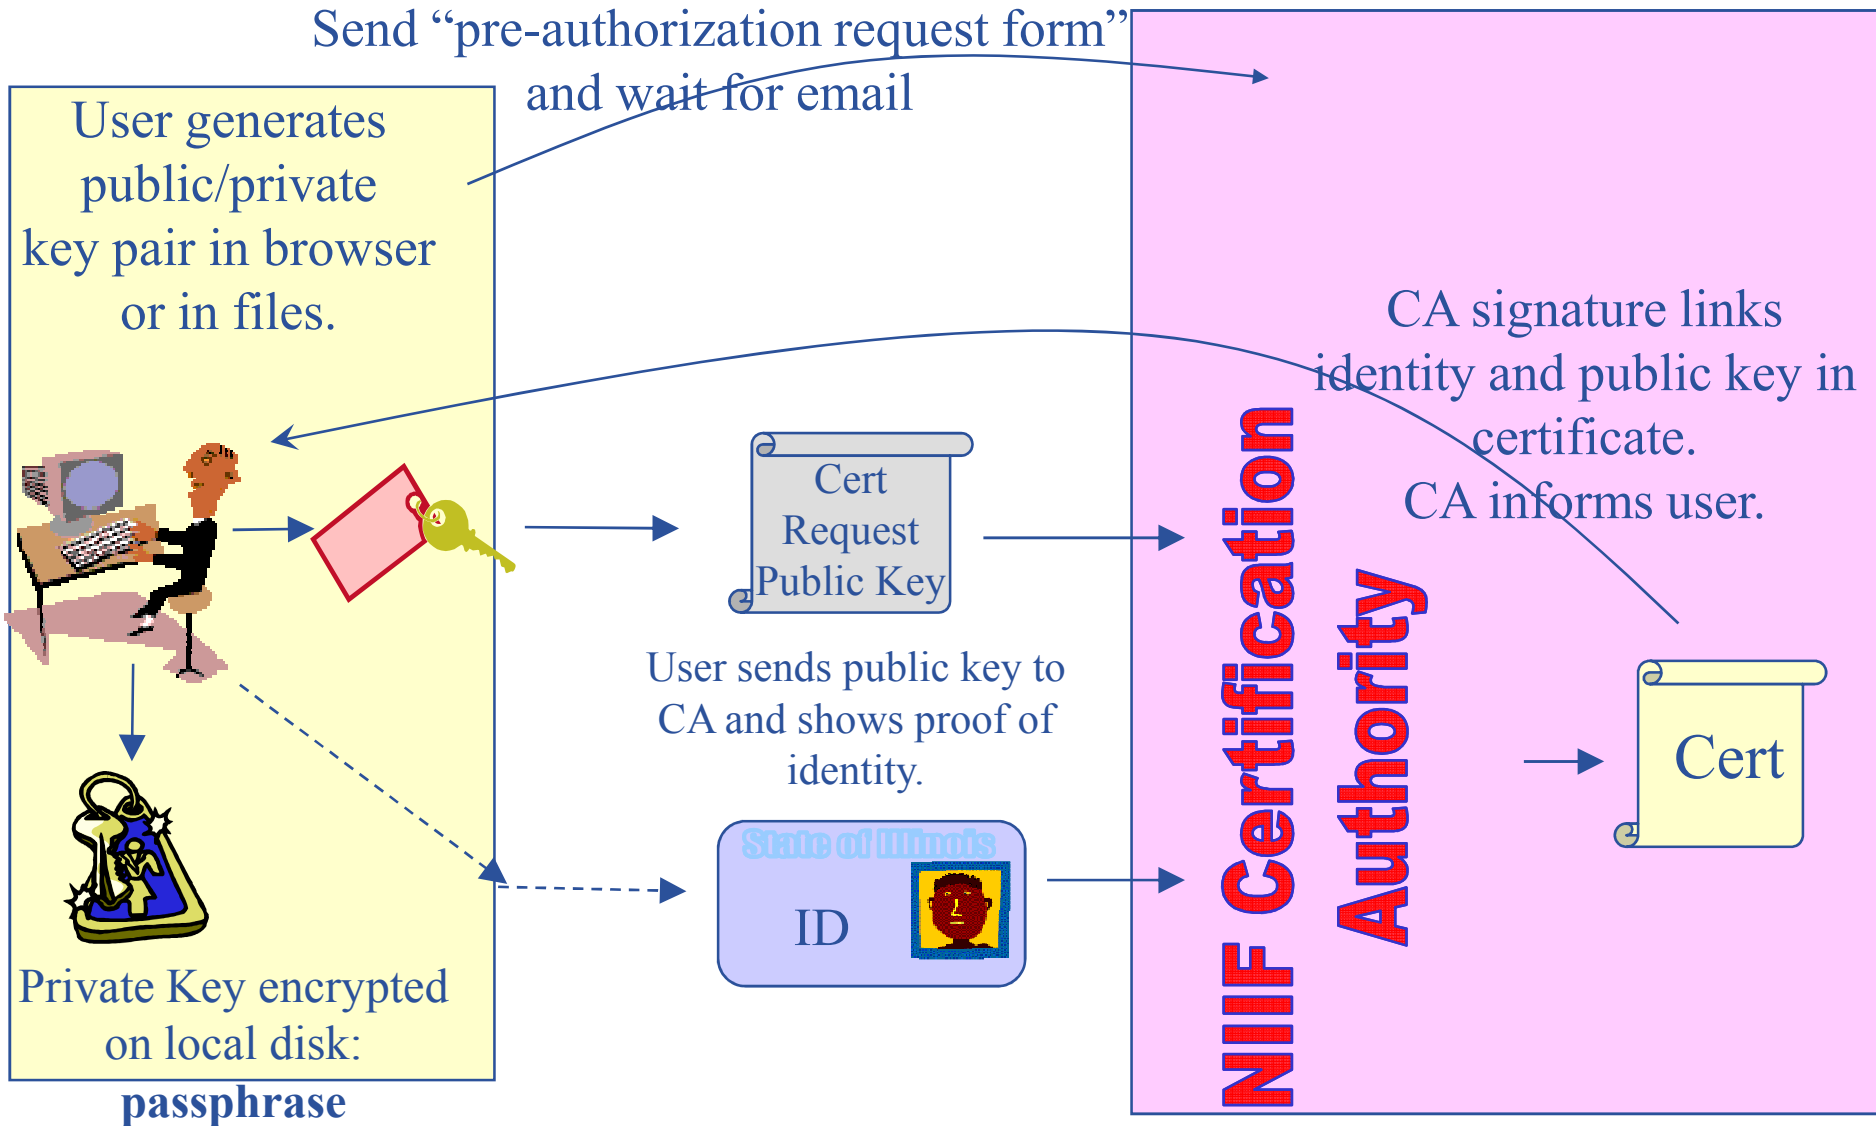 Send “pre-authorization request form”
and wait for email
User generates
public/private
key pair in browser
or in files.
CA signature links
identity and public key in
certificate.
CA informs user.
Cert
Request
Public Key
User sends public key to
CA and shows proof of
identity.
State of Illinois
ID
NIIF Certification
Authority
Cert
Private Key encrypted
on local disk:
passphrase